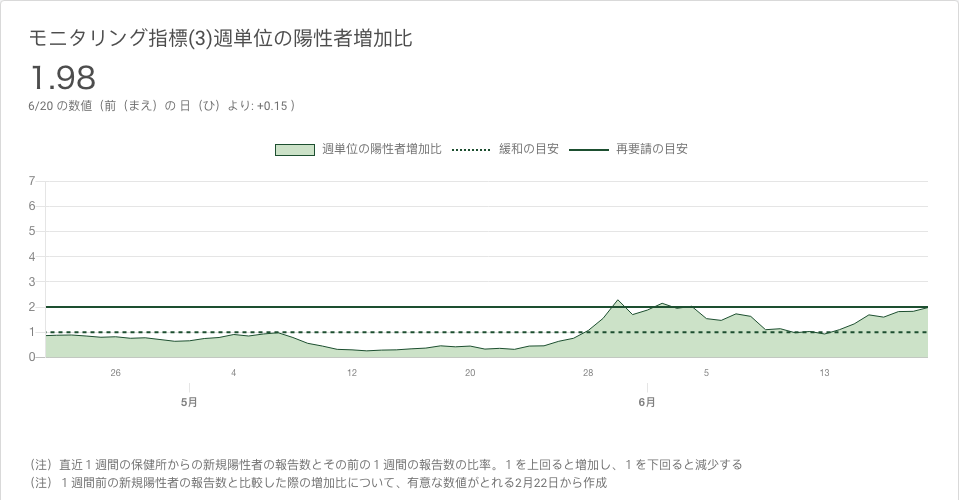 モニタリング指標(3)週単位の陽性者増加比
1.98
6/20 の数値（前（まえ）の 日（ひ）より: +0.15 ）
週単位の陽性者増加比 緩和の目安 再要請の目安
7
6
5
4
3
2
1
0
26 4 12 20 28 5 13
5月 6月
（注）直近１週間の保健所からの新規陽性者の報告数とその前の１週間の報告数の比率。１を上回ると増加し、１を下回ると減少する
（注）１週間前の新規陽性者の報告数と比較した際の増加比について、有意な数値がとれる2月22日から作成